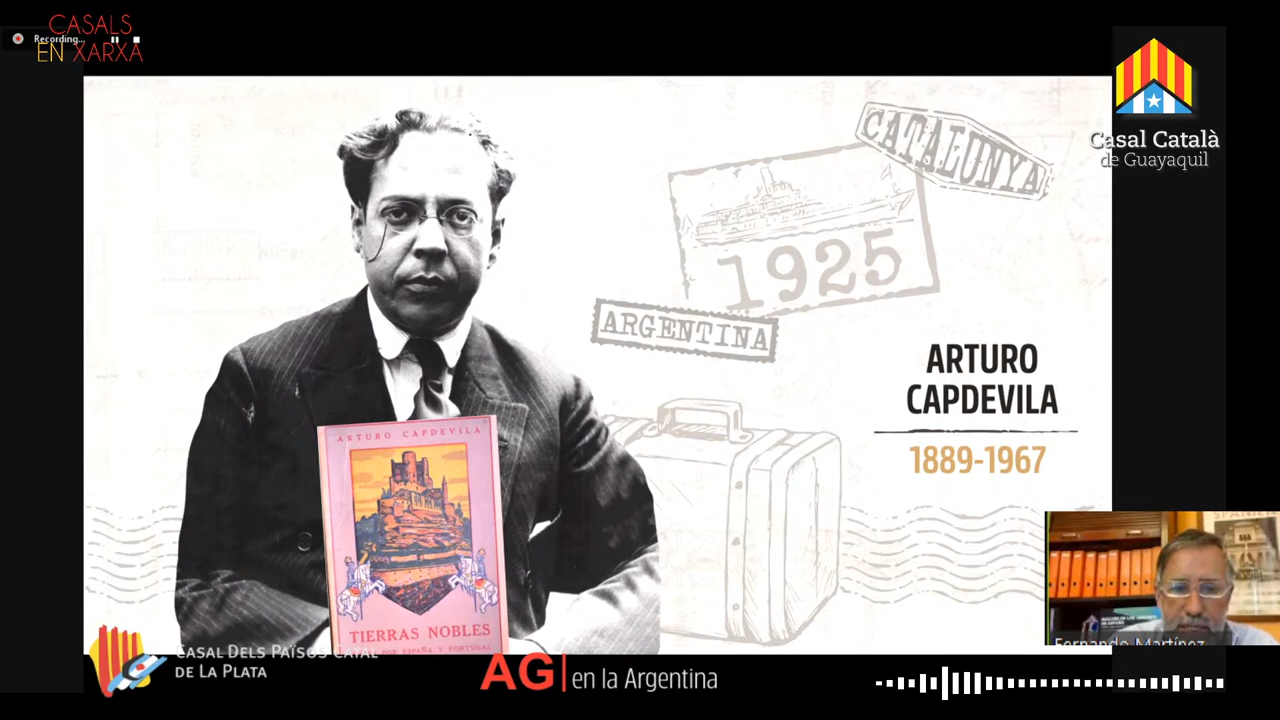 CASALS
EN XARXA
Recording...
Casal Català
de Guayaquil
CATALUNYA
1925
ARGENTINA
ARTURO
CAPDEVILA
1889-1967
ARTURO CAPDEVILA
TIERRAS NOBLES
POR ESPAÑA Y PORTUGAL
Fernando Martínez
CASAL DELS PAÏSOS CATAL
DE LA PLATA
AG en la Argentina